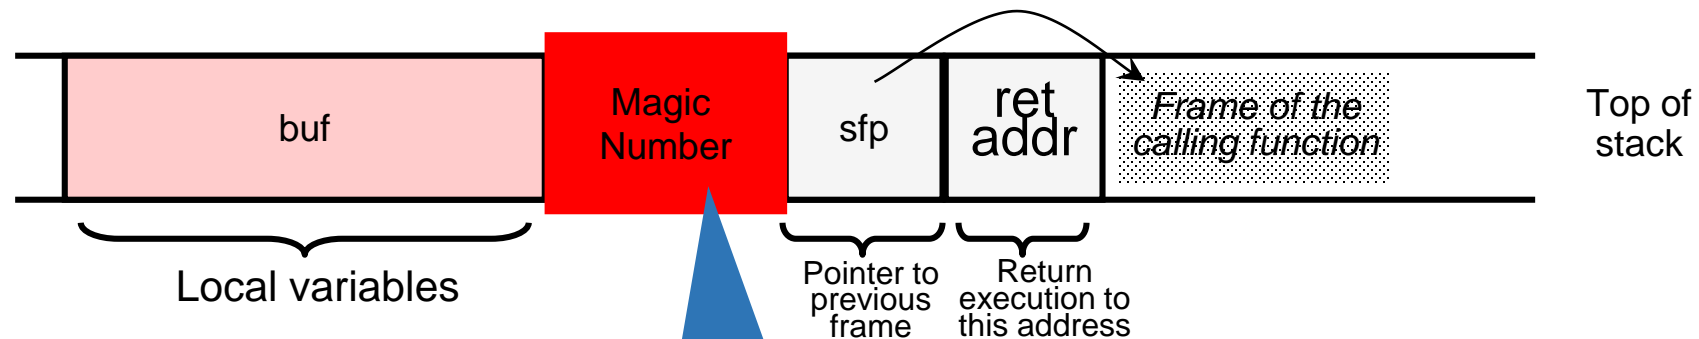 buf
Magic
Number
sfp
ret
addr
Frame of the
calling function
Top of
stack
Local variables
Pointer to
previous
frame
Return
execution to
this address